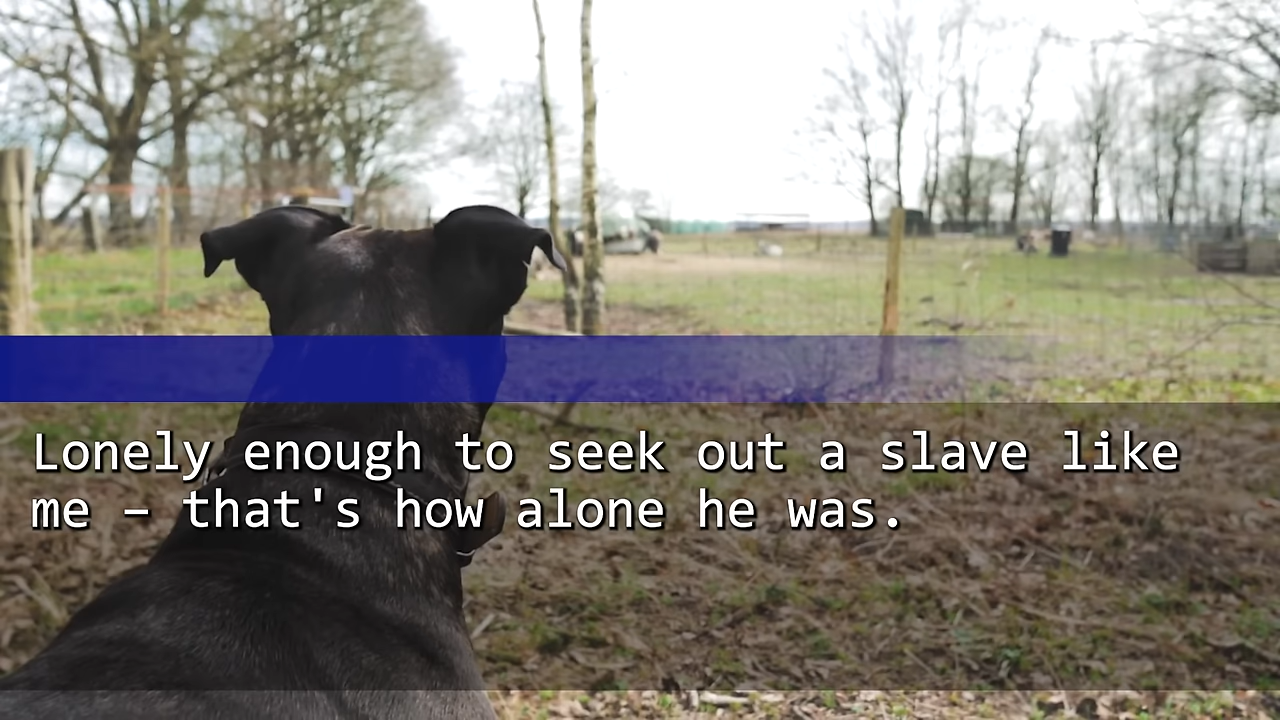 Lonely enough to seek out a slave like
me – that's how alone he was.